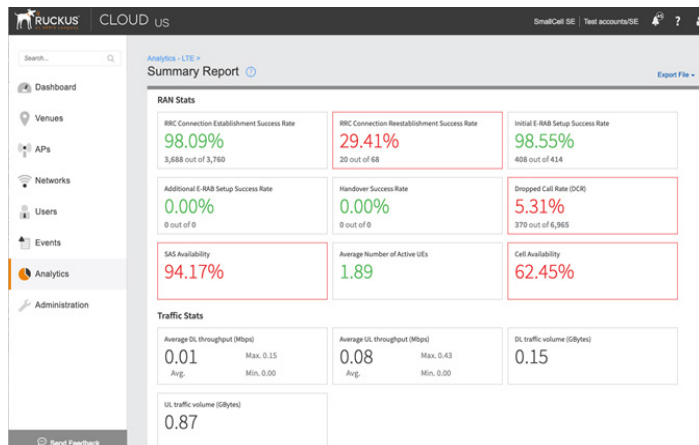 RUCKUS
CLOUD US
SmallCell SE | Test accounts/SE
?
Search...
Dashboard
Venues
APs
Networks
Users
Events
Analytics
Administration
Send Feedback
Analytics - LTE >
Summary Report ?
Export File
RAN Stats
RRC Connection Establishment Success Rate
98.09%
3,688 out of 3,760
RRC Connection Reestablishment Success Rate
29.41%
20 out of 68
Initial E-RAB Setup Success Rate
98.55%
408 out of 414
Additional E-RAB Setup Success Rate
0.00%
0 out of 0
Handover Success Rate
0.00%
0 out of 0
Dropped Call Rate (DCR)
5.31%
370 out of 6,965
SAS Availability
94.17%
Average Number of Active UEs
1.89
Cell Availability
62.45%
Traffic Stats
Average DL throughput (Mbps)
0.01 Max. 0.15
Avg. Min. 0.00
Average UL throughput (Mbps)
0.08 Max. 0.43
Avg. Min. 0.00
DL traffic volume (GBytes)
0.15
UL traffic volume (GBytes)
0.87